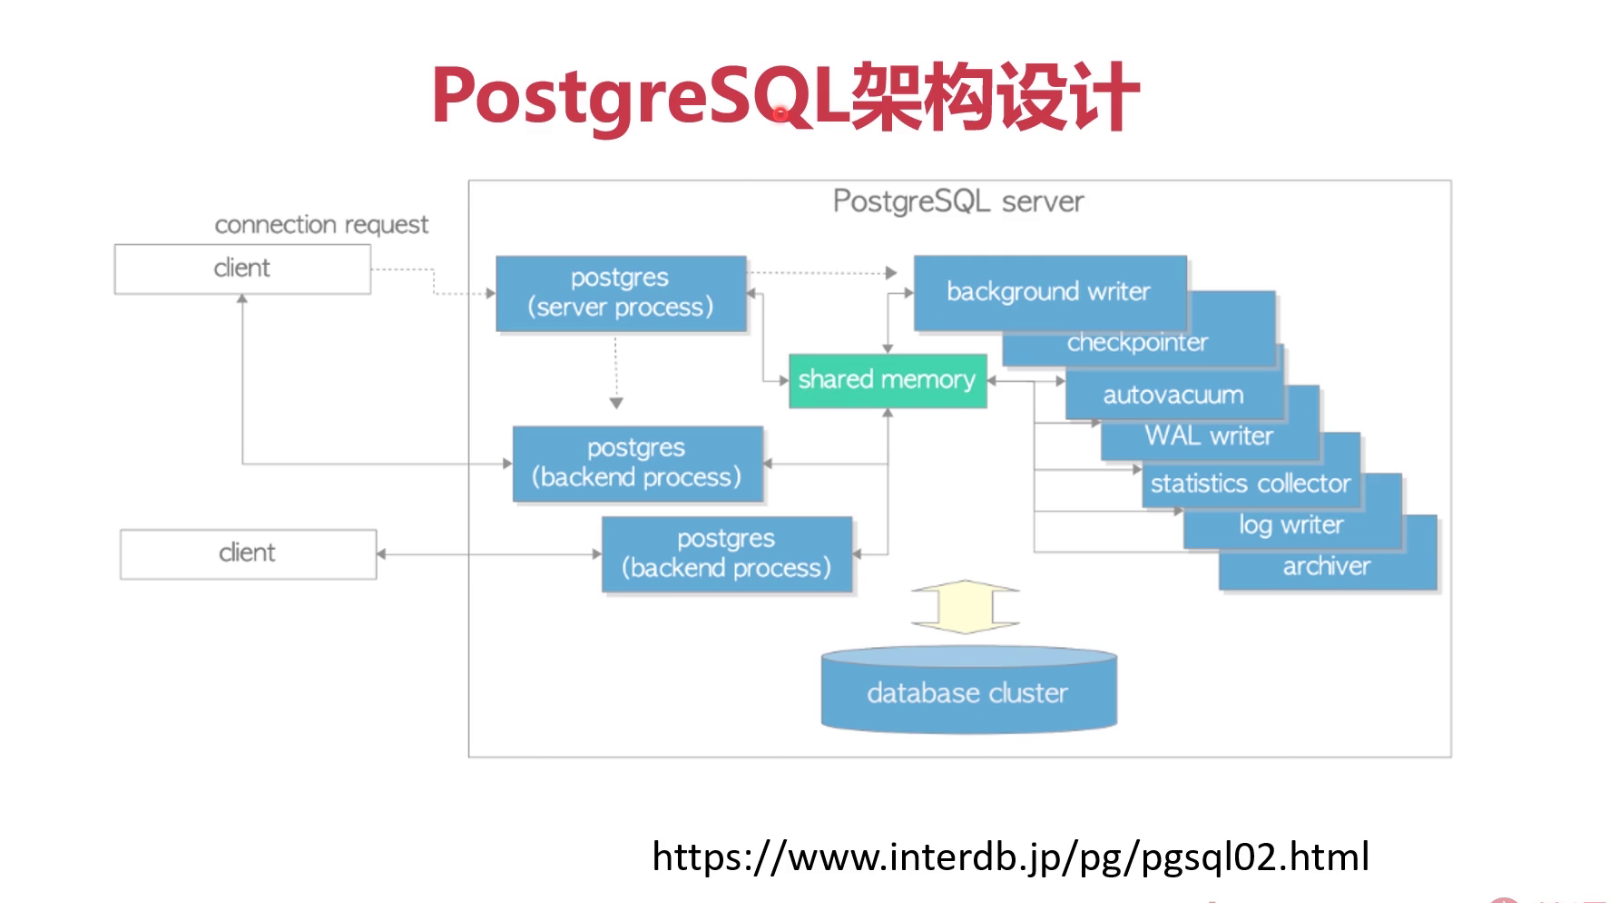 PostgreSQL架构设计
PostgreSQL server
connection request
client
postgres
(server process)
background writer
checkpointer
shared memory
autovacuum
WAL writer
postgres
(backend process)
statistics collector
log writer
client
postgres
(backend process)
archiver
database cluster
https://www.interdb.jp/pg/pgsql02.html